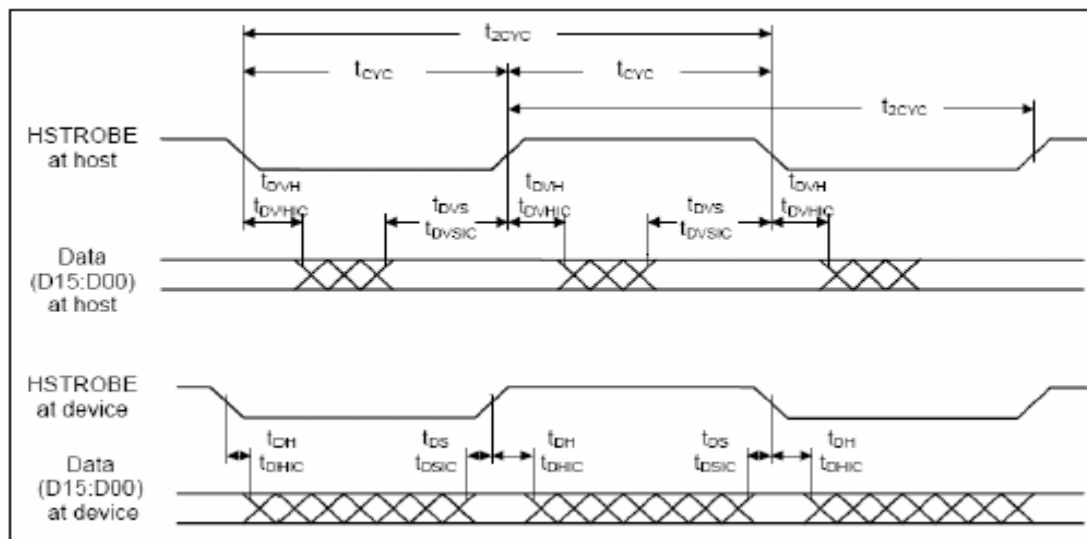 t2CYC
tCYC tCYC
t2CYC
HSTROBE
at host
tDVH tDVH tDVH
tDVHIC tDVS tDVHIC tDVS tDVHIC
tDVSIC tDVSIC
Data
(D15:D00)
at host
HSTROBE
at device
tDH tDS tDH tDS tDH
tDHIC tDSIC tDHIC tDSIC tDHIC
Data
(D15:D00)
at device